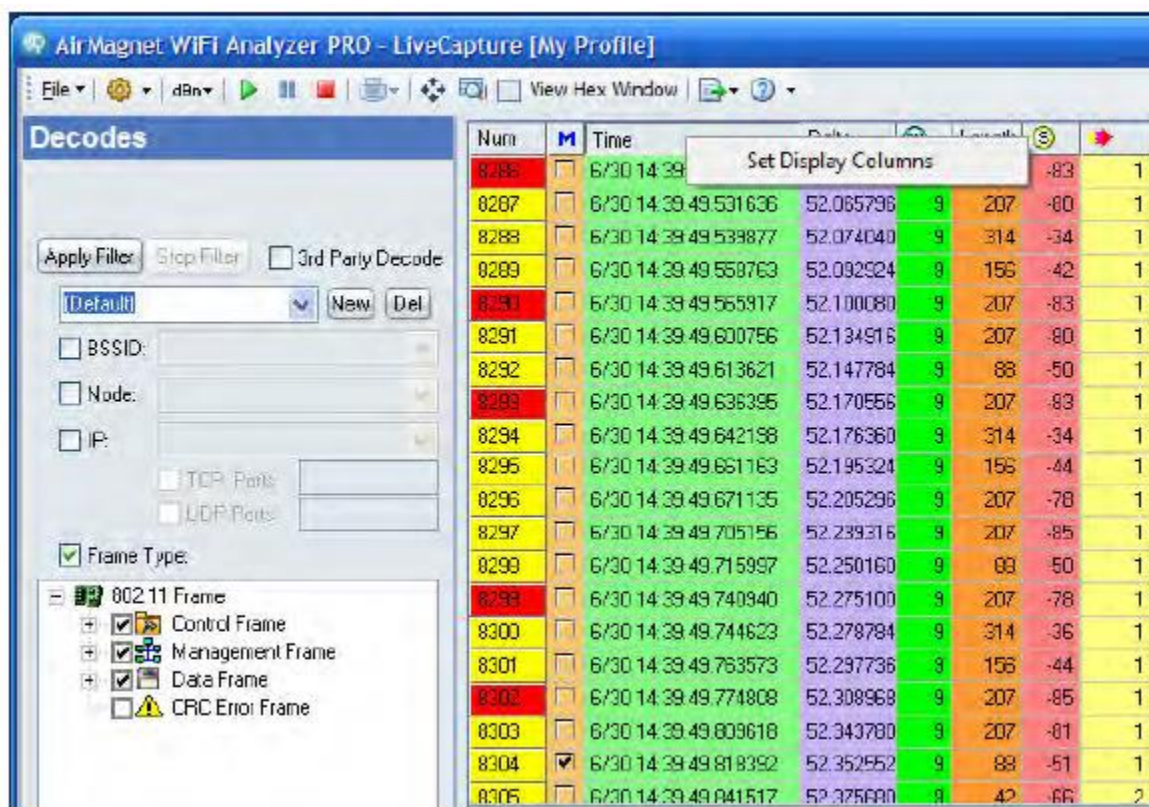 AirMagnet WiFi Analyzer PRO - LiveCapture [My Profile]
File dBm View Hex Window
Decodes
Apply Filter Stop Filter 3rd Party Decode
(Default) New Del
BSSID:
Node:
IP:
TCP Ports
UDP Ports
Frame Type:
802.11 Frame
Control Frame
Management Frame
Data Frame
CRC Error Frame
Num M Time Length S
Set Display Columns
8286 6/30 14:39 -83 1
8287 6/30 14:39:49.531636 52.065796 9 207 -80 1
8288 6/30 14:39:49.539877 52.074040 9 314 -34 1
8289 6/30 14:39:49.558763 52.092924 9 156 -42 1
8290 6/30 14:39:49.565917 52.100080 9 207 -83 1
8291 6/30 14:39:49.600756 52.134916 9 207 -80 1
8292 6/30 14:39:49.613621 52.147784 9 88 -50 1
8293 6/30 14:39:49.636395 52.170556 9 207 -83 1
8294 6/30 14:39:49.642198 52.176360 9 314 -34 1
8295 6/30 14:39:49.661163 52.195324 9 156 -44 1
8296 6/30 14:39:49.671135 52.205296 9 207 -78 1
8297 6/30 14:39:49.705156 52.239316 9 207 -85 1
8298 6/30 14:39:49.715997 52.250160 9 88 -50 1
8299 6/30 14:39:49.740940 52.275100 9 207 -78 1
8300 6/30 14:39:49.744623 52.278784 9 314 -36 1
8301 6/30 14:39:49.763573 52.297736 9 156 -44 1
8302 6/30 14:39:49.774808 52.308968 9 207 -85 1
8303 6/30 14:39:49.809618 52.343780 9 207 -81 1
8304 6/30 14:39:49.818392 52.352552 9 88 -51 1
8305 6/30 14:39:49.841517 52.375680 9 42 -66 2